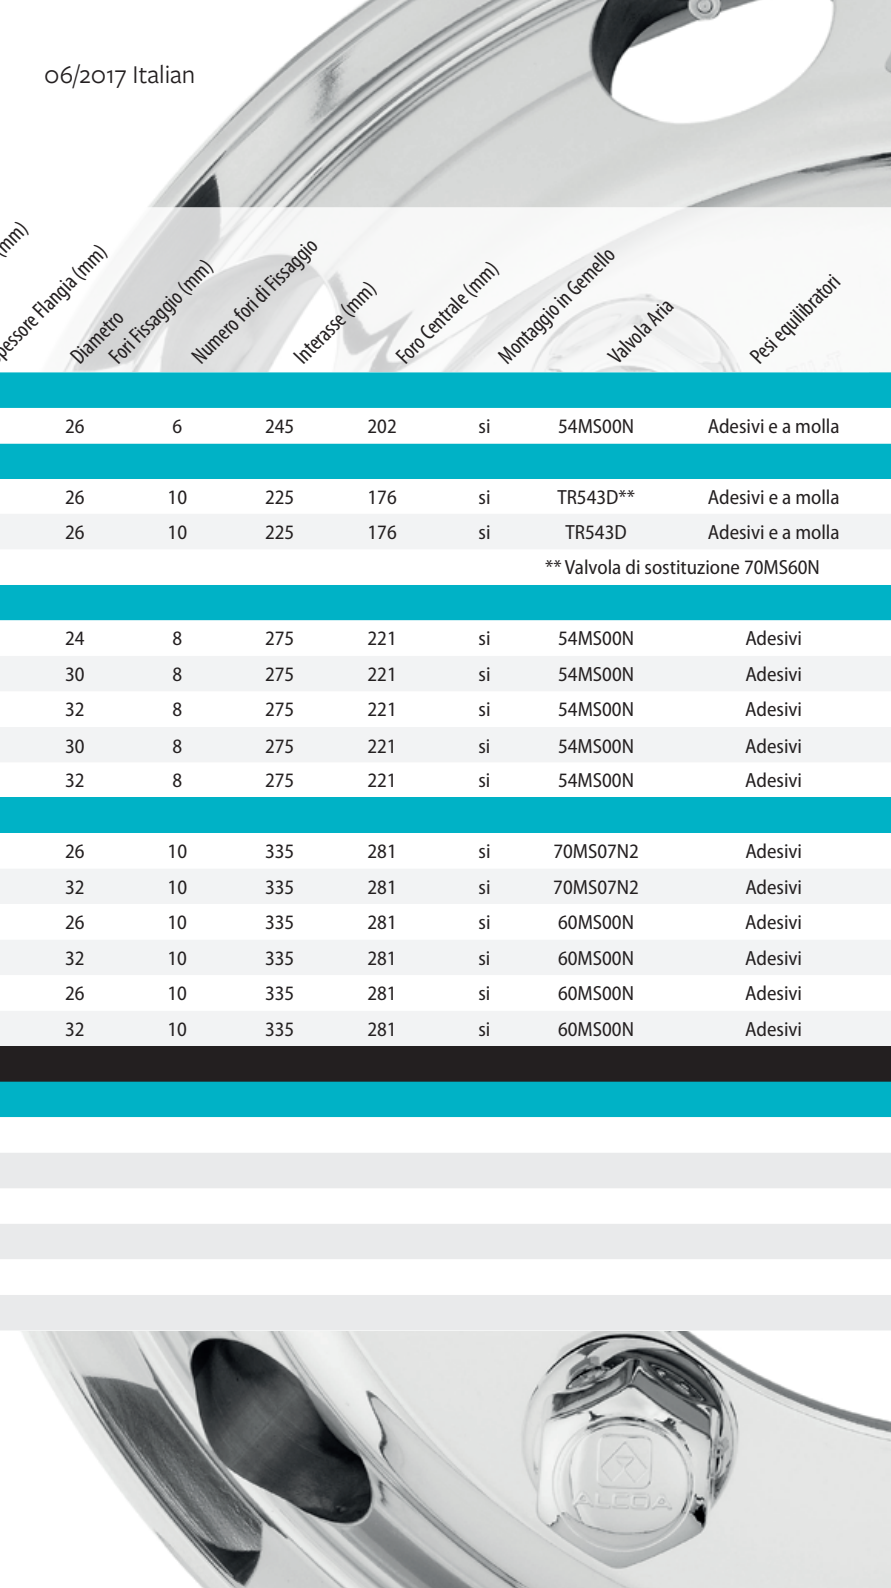 06/2017 Italian
(mm)
pessore Flangia (mm)
Diametro
Fori Fissaggio (mm)
Numero fori di Fissaggio
Interasse (mm)
Foro Centrale (mm)
Montaggio in Gemello
Valvola Aria
Pesi equilibratori
26 6 245 202 si 54MS00N Adesivi e a molla
26 10 225 176 si TR543D** Adesivi e a molla
26 10 225 176 si TR543D Adesivi e a molla
** Valvola di sostituzione 70MS60N
24 8 275 221 si 54MS00N Adesivi
30 8 275 221 si 54MS00N Adesivi
32 8 275 221 si 54MS00N Adesivi
30 8 275 221 si 54MS00N Adesivi
32 8 275 221 si 54MS00N Adesivi
26 10 335 281 si 70MS07N2 Adesivi
32 10 335 281 si 70MS07N2 Adesivi
26 10 335 281 si 60MS00N Adesivi
32 10 335 281 si 60MS00N Adesivi
26 10 335 281 si 60MS00N Adesivi
32 10 335 281 si 60MS00N Adesivi
ALCOA